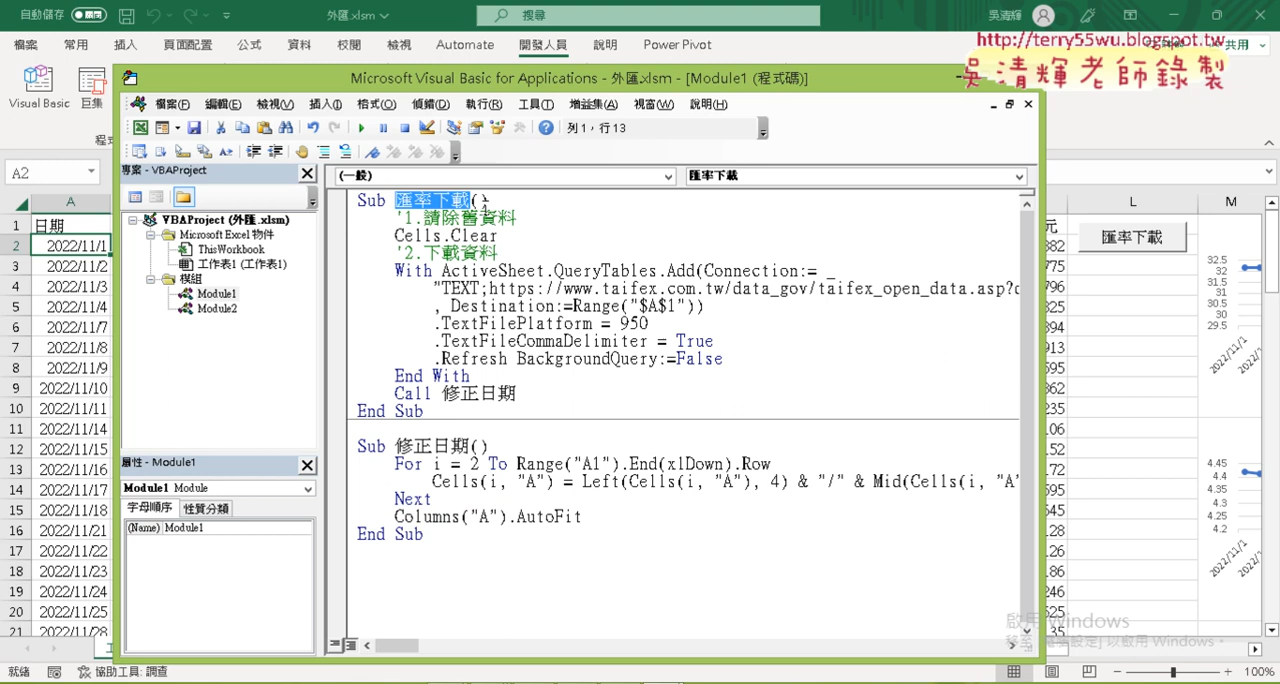 自動儲存 外匯.xlsm 搜尋 吳清輝
檔案 常用 插入 頁面配置 公式 資料 校閱 檢視 Automate 開發人員 說明 Power Pivot 共用
http://terry55wu.blogspot.tw
吳清輝老師錄製
Visual Basic 巨集
Microsoft Visual Basic for Applications - 外匯.xlsm - [Module1 (程式碼)]
檔案(F) 編輯(E) 檢視(V) 插入(I) 格式(O) 偵錯(D) 執行(R) 工具(T) 增益集(A) 視窗(W) 說明(H)
列 1，行 13
專案 - VBAProject
VBAProject (外匯.xlsm)
Microsoft Excel 物件
ThisWorkbook
工作表1 (工作表1)
模組
Module1
Module2
屬性 - Module1
Module1 Module
字母順序 性質分類
(Name) Module1
(一般) 匯率下載
Sub 匯率下載()
'1.請除舊資料
Cells.Clear
'2.下載資料
With ActiveSheet.QueryTables.Add(Connection:= _
"TEXT;https://www.taifex.com.tw/data_gov/taifex_open_data.asp?
, Destination:=Range("$A$1"))
.TextFilePlatform = 950
.TextFileCommaDelimiter = True
.Refresh BackgroundQuery:=False
End With
Call 修正日期
End Sub
Sub 修正日期()
For i = 2 To Range("A1").End(xlDown).Row
Cells(i, "A") = Left(Cells(i, "A"), 4) & "/" & Mid(Cells(i, "A"
Next
Columns("A").AutoFit
End Sub
A2
A L M
1 日期
2 2022/11/1
3 2022/11/2
4 2022/11/3
5 2022/11/4
6 2022/11/7
7 2022/11/8
8 2022/11/9
9 2022/11/10
10 2022/11/11
11 2022/11/14
12 2022/11/15
13 2022/11/16
14 2022/11/17
15 2022/11/18
16 2022/11/21
17 2022/11/22
18 2022/11/23
19 2022/11/24
20 2022/11/25
21 2022/11/28
匯率下載
32.5
32
31.5
31
30.5
30
29.5
2022/11/1
4.45
4.4
4.35
4.3
4.25
4.2
2022/11/1
啟用 Windows
以啟用 Windows。
就緒 協助工具: 調查 100%